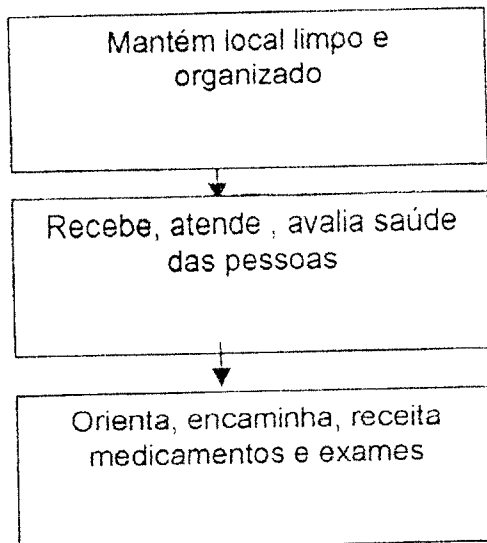 Mantém local limpo e
organizado
Recebe, atende , avalia saúde
das pessoas
Orienta, encaminha, receita
medicamentos e exames